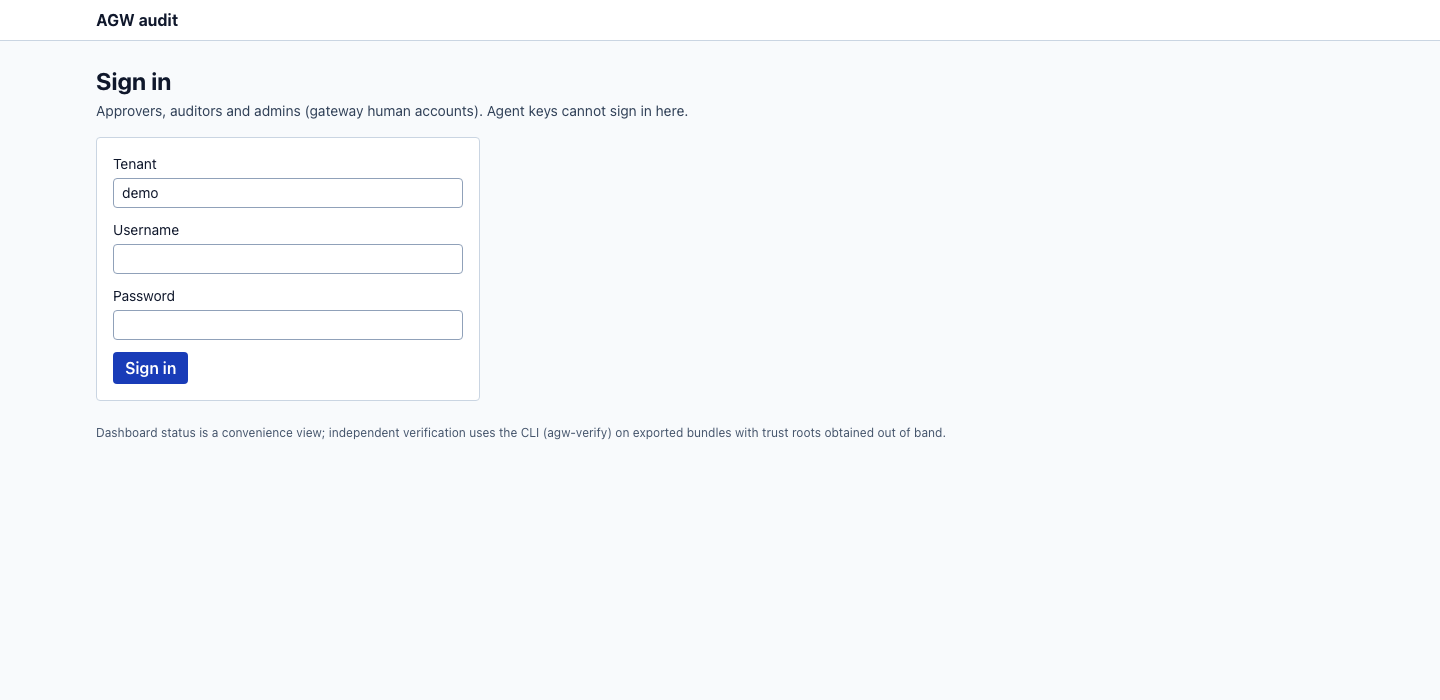 AGW audit
Sign in
Approvers, auditors and admins (gateway human accounts). Agent keys cannot sign in here.
Tenant
demo
Username
Password
Sign in
Dashboard status is a convenience view; independent verification uses the CLI (agw-verify) on exported bundles with trust roots obtained out of band.